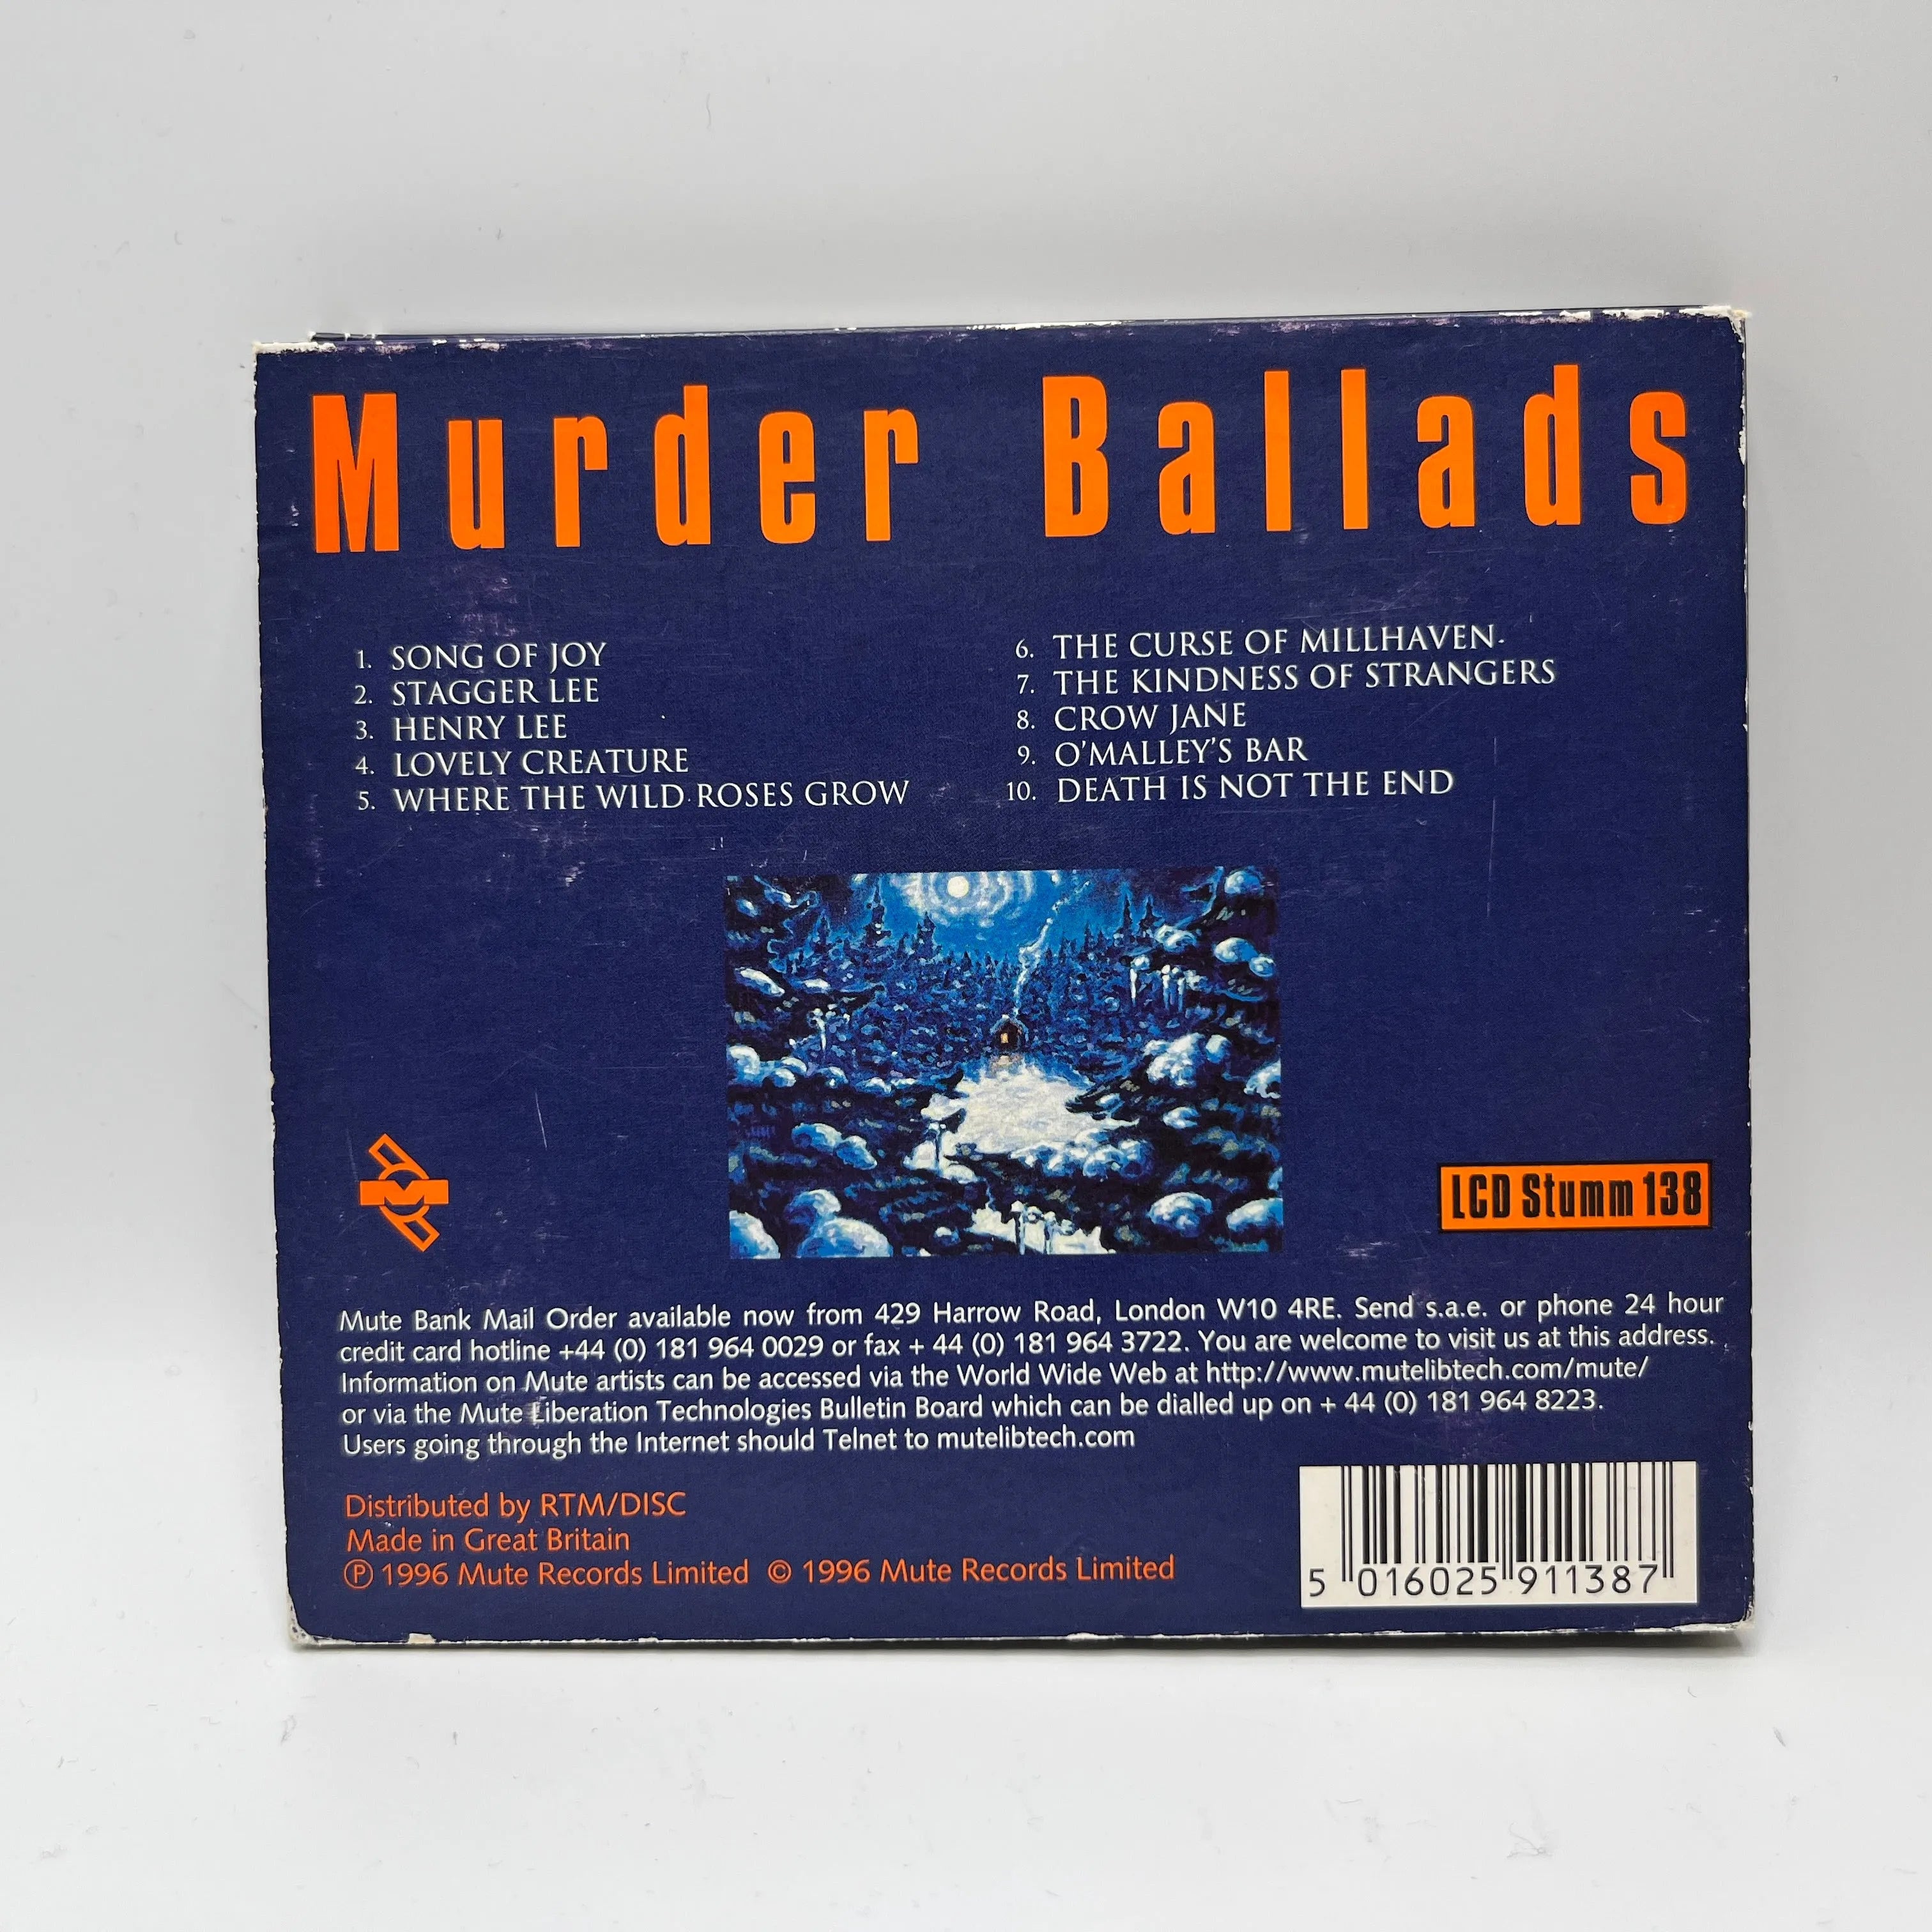 Murder Ballads
1. SONG OF JOY
2. STAGGER LEE
3. HENRY LEE
4. LOVELY CREATURE
5. WHERE THE WILD ROSES GROW
6. THE CURSE OF MILLHAVEN
7. THE KINDNESS OF STRANGERS
8. CROW JANE
9. O'MALLEY'S BAR
10. DEATH IS NOT THE END
M
LCD Stumm 138
Mute Bank Mail Order available now from 429 Harrow Road, London W10 4RE. Send s.a.e. or phone 24 hour
credit card hotline +44 (0) 181 964 0029 or fax + 44 (0) 181 964 3722. You are welcome to visit us at this address.
Information on Mute artists can be accessed via the World Wide Web at http://www.mutelibtech.com/mute/
or via the Mute Liberation Technologies Bulletin Board which can be dialled up on + 44 (0) 181 964 8223.
Users going through the Internet should Telnet to mutelibtech.com
Distributed by RTM/DISC
Made in Great Britain
℗ 1996 Mute Records Limited © 1996 Mute Records Limited
5 016025 911387